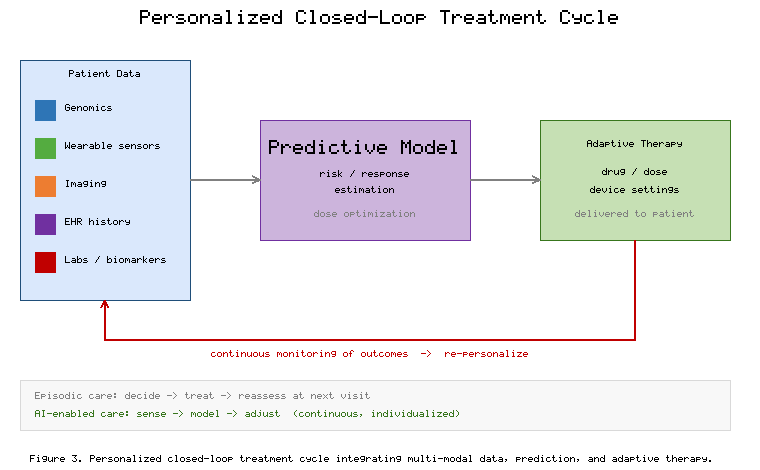 Personalized Closed-Loop Treatment Cycle
Patient Data
Genomics
Wearable sensors
Imaging
EHR history
Labs / biomarkers
Predictive Model
risk / response
estimation
dose optimization
Adaptive Therapy
drug / dose
device settings
delivered to patient
continuous monitoring of outcomes -> re-personalize
Episodic care: decide -> treat -> reassess at next visit
AI-enabled care: sense -> model -> adjust (continuous, individualized)
Figure 3. Personalized closed-loop treatment cycle integrating multi-modal data, prediction, and adaptive therapy.